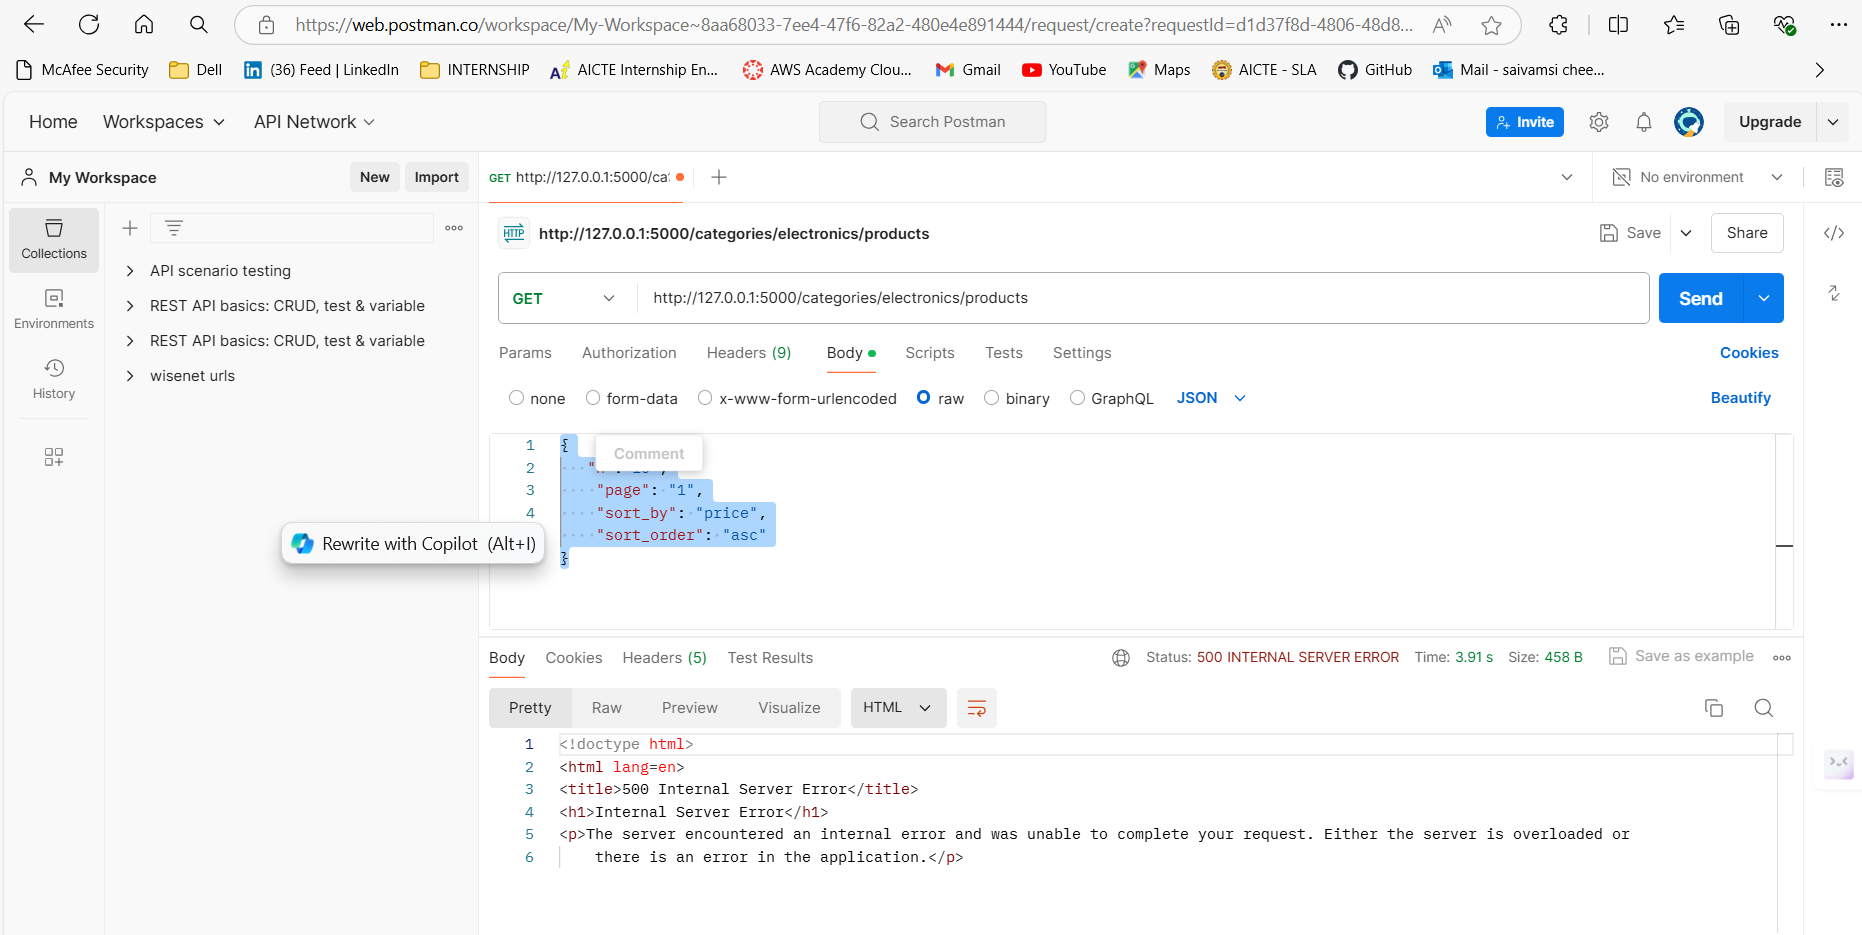 https://web.postman.co/workspace/My-Workspace~8aa68033-7ee4-47f6-82a2-480e4e891444/request/create?requestId=d1d37f8d-4806-48d8...
McAfee Security
Dell
(36) Feed | LinkedIn
INTERNSHIP
AICTE Internship En...
AWS Academy Clou...
Gmail
YouTube
Maps
AICTE - SLA
GitHub
Mail - saivamsi chee...
Home
Workspaces
API Network
Search Postman
Invite
Upgrade
My Workspace
New
Import
GET http://127.0.0.1:5000/ca
No environment
Collections
Environments
History
API scenario testing
REST API basics: CRUD, test & variable
REST API basics: CRUD, test & variable
wisenet urls
HTTP
http://127.0.0.1:5000/categories/electronics/products
Save
Share
GET
http://127.0.0.1:5000/categories/electronics/products
Send
Params
Authorization
Headers (9)
Body
Scripts
Tests
Settings
Cookies
none
form-data
x-www-form-urlencoded
raw
binary
GraphQL
JSON
Beautify
1 {
Comment
2
3 "page": "1",
4 "sort_by": "price",
"sort_order": "asc"
}
Rewrite with Copilot (Alt+I)
Body
Cookies
Headers (5)
Test Results
Status: 500 INTERNAL SERVER ERROR
Time: 3.91 s
Size: 458 B
Save as example
Pretty
Raw
Preview
Visualize
HTML
1 <!doctype html>
2 <html lang=en>
3 <title>500 Internal Server Error</title>
4 <h1>Internal Server Error</h1>
5 <p>The server encountered an internal error and was unable to complete your request. Either the server is overloaded or
6 there is an error in the application.</p>